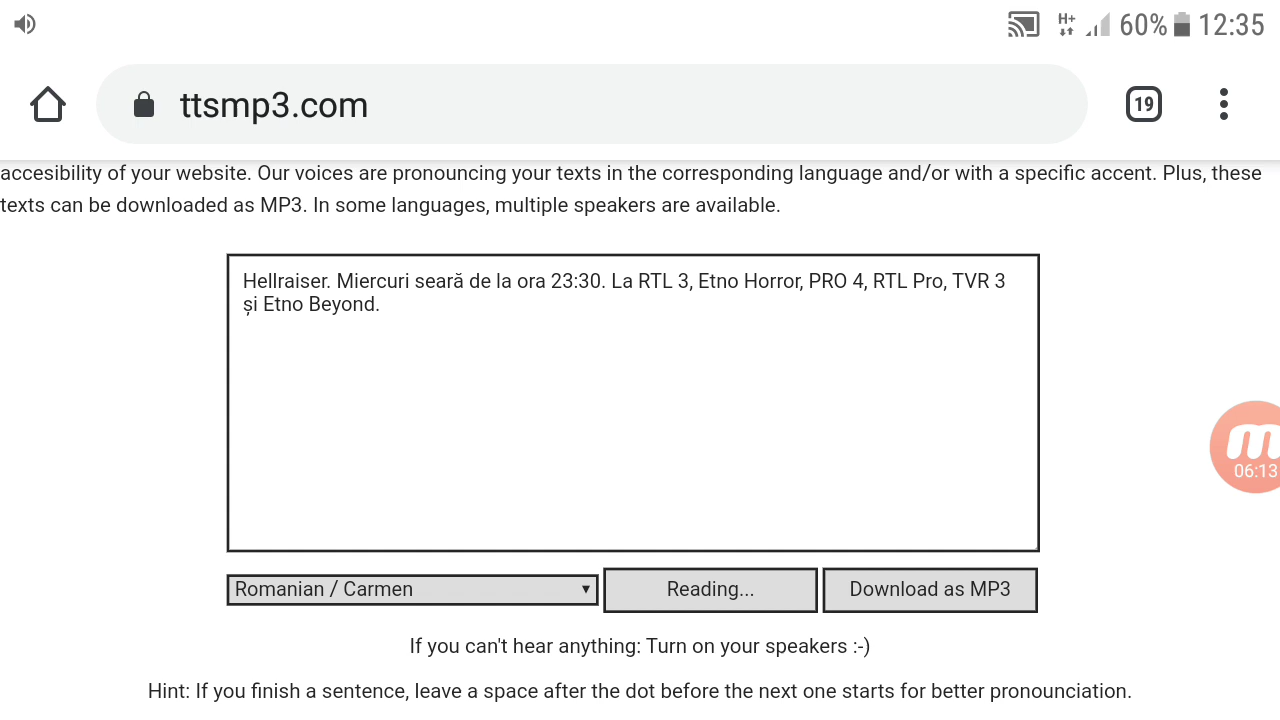 H+ 60% 12:35
ttsmp3.com 19
accesibility of your website. Our voices are pronouncing your texts in the corresponding language and/or with a specific accent. Plus, these
texts can be downloaded as MP3. In some languages, multiple speakers are available.
Hellraiser. Miercuri seară de la ora 23:30. La RTL 3, Etno Horror, PRO 4, RTL Pro, TVR 3
și Etno Beyond.
m
06:13
Romanian / Carmen Reading... Download as MP3
If you can't hear anything: Turn on your speakers :-)
Hint: If you finish a sentence, leave a space after the dot before the next one starts for better pronounciation.